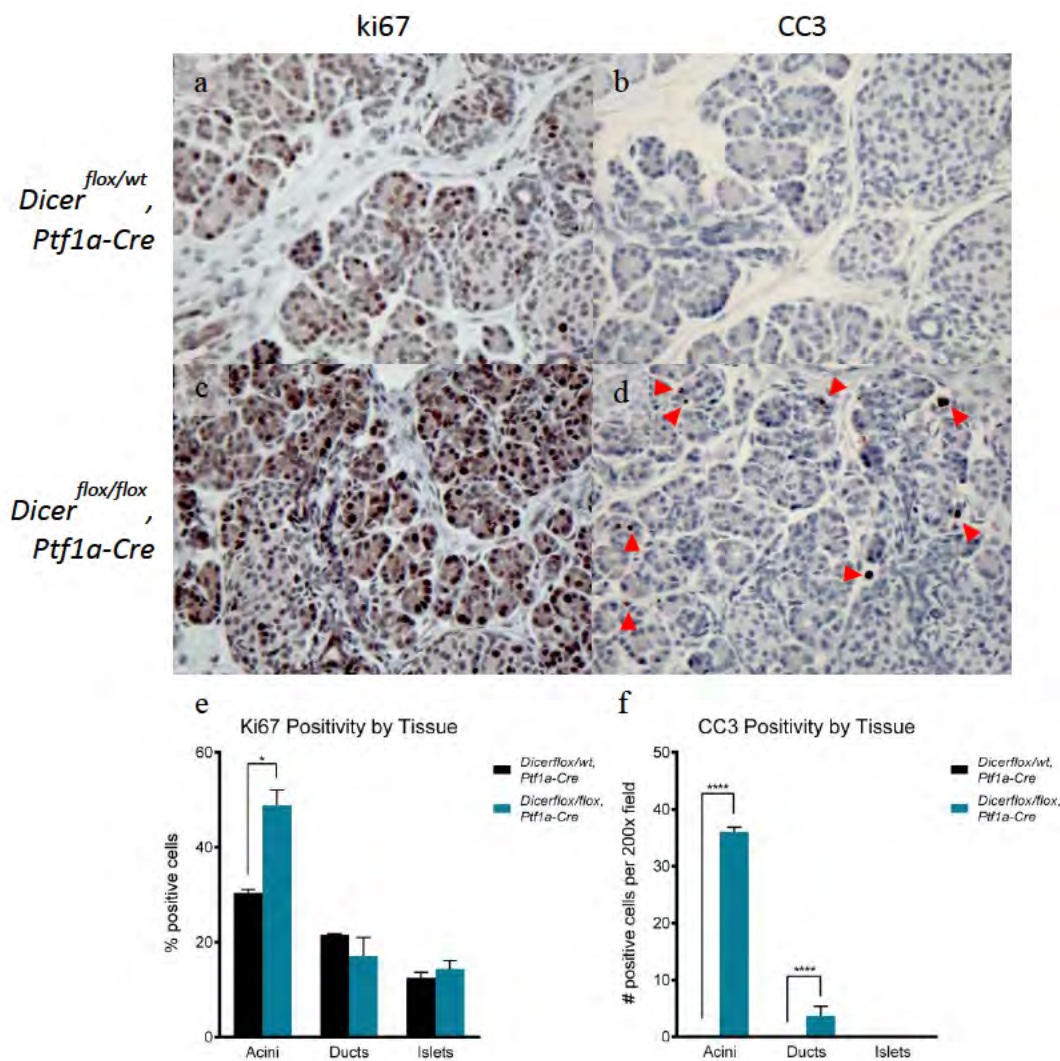 ki67
CC3
a
b
Dicer flox/wt ,
Ptf1a-Cre
c
d
Dicer flox/flox ,
Ptf1a-Cre
e
Ki67 Positivity by Tissue
60
40
20
0
% positive cells
*
Acini
Ducts
Islets
Dicerflox/wt,
Ptf1a-Cre
Dicerflox/flox,
Ptf1a-Cre
f
CC3 Positivity by Tissue
50
40
30
20
10
0
# positive cells per 200x field
****
****
Acini
Ducts
Islets
Dicerflox/wt,
Ptf1a-Cre
Dicerflox/flox,
Ptf1a-Cre